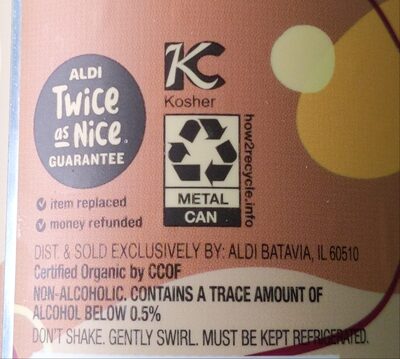 ALDI
Twice
as Nice®
GUARANTEE
item replaced
money refunded
KC
Kosher
METAL
CAN
how2recycle.info
DIST. & SOLD EXCLUSIVELY BY: ALDI BATAVIA, IL 60510
Certified Organic by CCOF
NON-ALCOHOLIC. CONTAINS A TRACE AMOUNT OF
ALCOHOL BELOW 0.5%
DON'T SHAKE. GENTLY SWIRL. MUST BE KEPT REFRIGERATED.